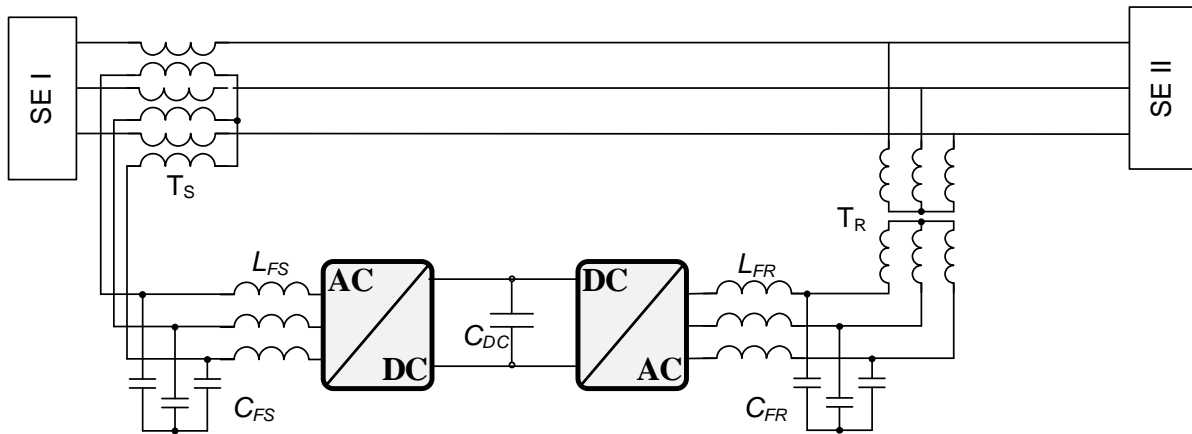 SE I
SE II
TS
TR
LFS
AC
DC
CDC
DC
AC
LFR
CFS
CFR